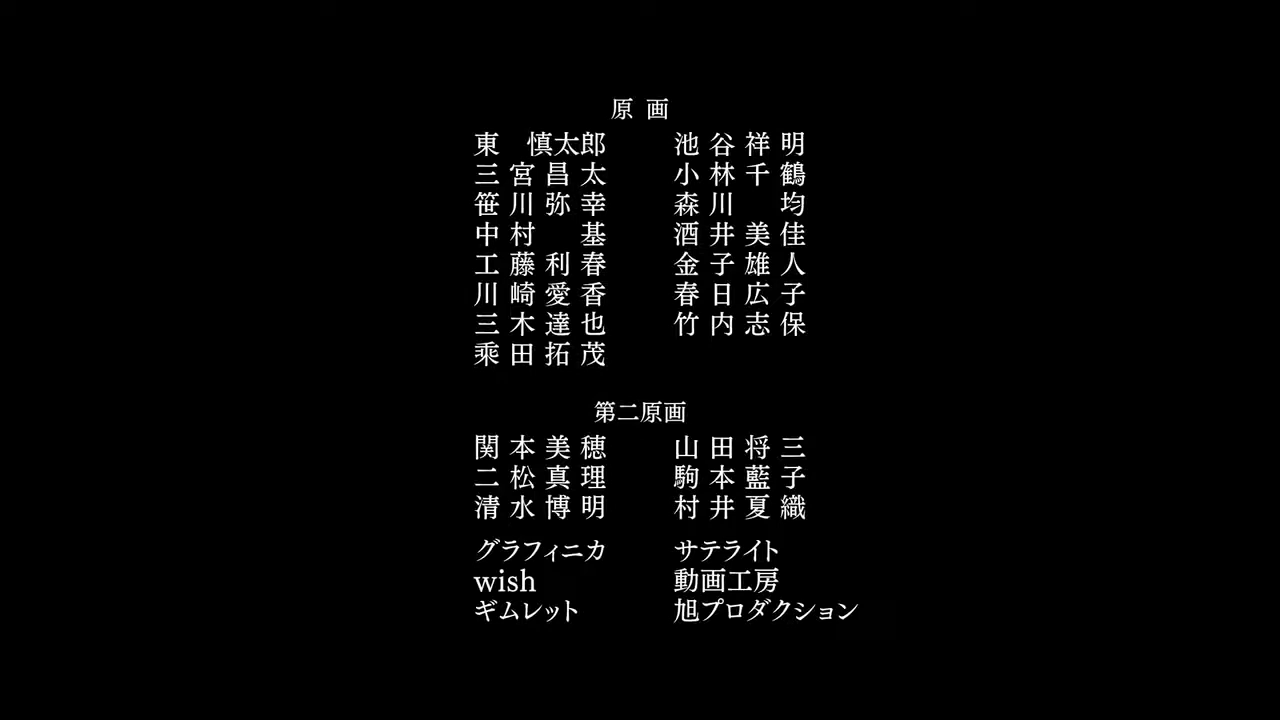 原画
東 慎太郎 池谷祥明
三宮昌太 小林千鶴
笹川弥幸 森川 均
中村 基 酒井美佳
工藤利春 金子雄人
川崎愛香 春日広子
三木達也 竹内志保
乘田拓茂
第二原画
関本美穂 山田将三
二松真理 駒本藍子
清水博明 村井夏織
グラフィニカ サテライト
wish 動画工房
ギムレット 旭プロダクション